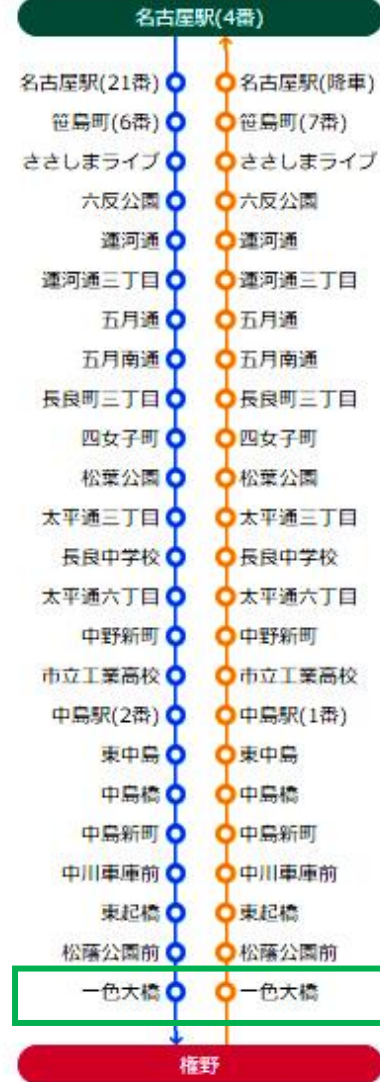 名古屋駅(4番)
名古屋駅(21番) 名古屋駅(降車)
笹島町(6番) 笹島町(7番)
ささしまライブ ささしまライブ
六反公園 六反公園
運河通 運河通
運河通三丁目 運河通三丁目
五月通 五月通
五月南通 五月南通
長良町三丁目 長良町三丁目
四女子町 四女子町
松葉公園 松葉公園
太平通三丁目 太平通三丁目
長良中学校 長良中学校
太平通六丁目 太平通六丁目
中野新町 中野新町
市立工業高校 市立工業高校
中島駅(2番) 中島駅(1番)
東中島 東中島
中島橋 中島橋
中島新町 中島新町
中川車庫前 中川車庫前
東起橋 東起橋
松蔭公園前 松蔭公園前
一色大橋 一色大橋
権野